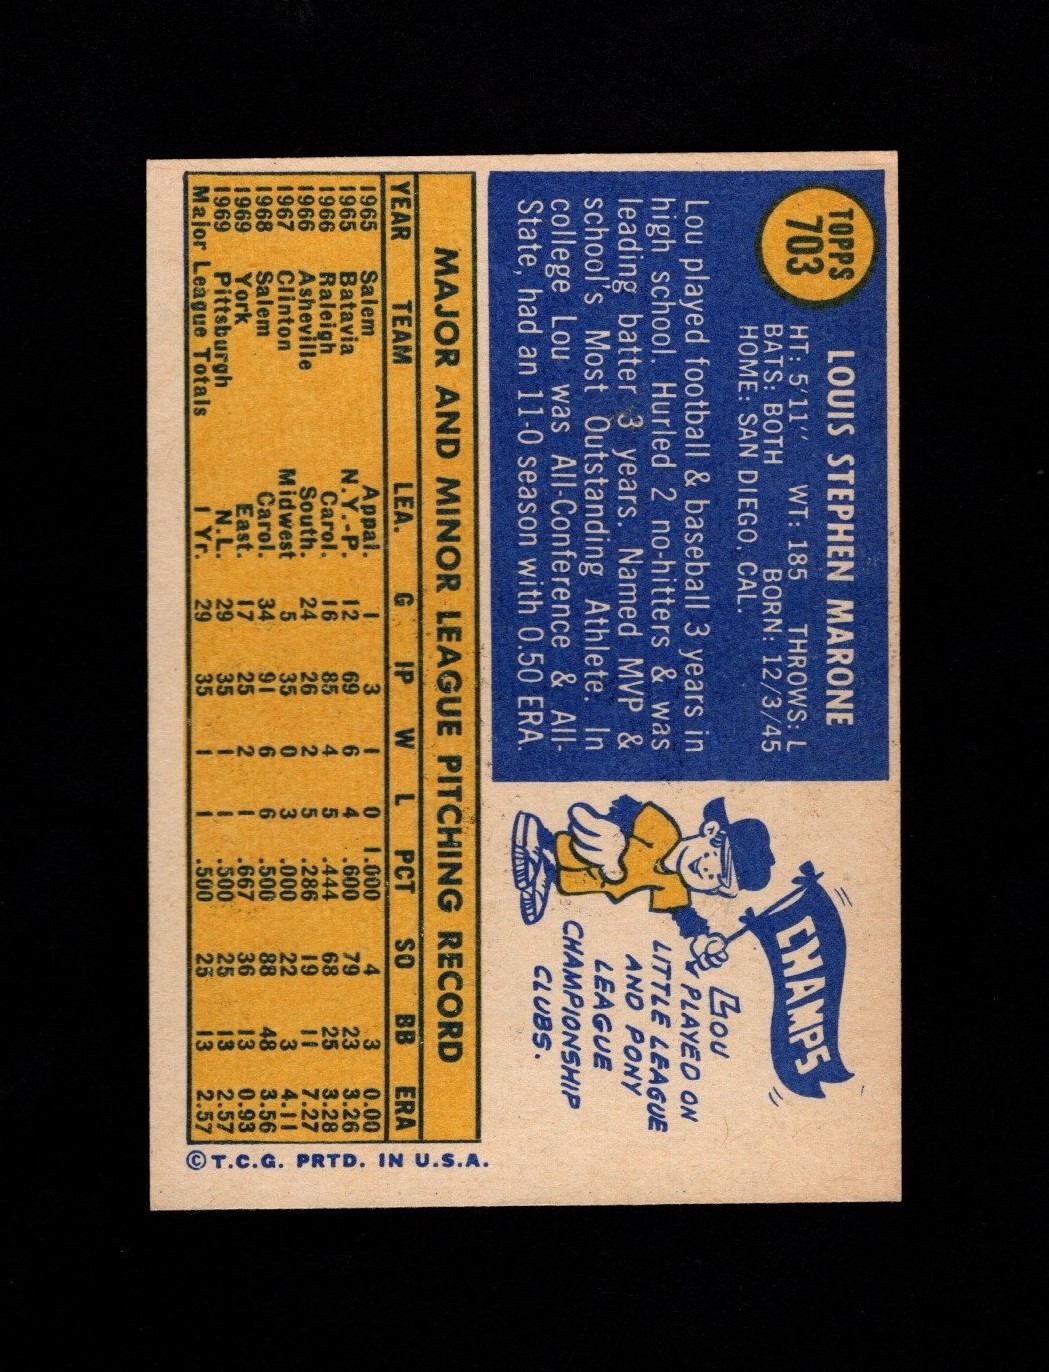 TOPPS
703
LOUIS STEPHEN MARONE
HT: 5'11" WT: 185 THROWS: L
BATS: BOTH BORN: 12/3/45
HOME: SAN DIEGO, CAL.
Lou played football & baseball 3 years in
high school. Hurled 2 no-hitters & was
leading batter 3 years. Named MVP &
school's Most Outstanding Athlete. In
college Lou was All-Conference & All-
State, had an 11-0 season with 0.50 ERA.
CHAMPS
LOU
PLAYED ON
LITTLE LEAGUE
AND PONY
LEAGUE
CHAMPIONSHIP
CLUBS.
MAJOR AND MINOR LEAGUE PITCHING RECORD
YEAR TEAM LEA. G IP W L PCT SO BB ERA
1965 Salem Appal. 1 3 1 0 1.000 4 3 0.00
1965 Batavia N.Y.-P. 12 69 6 4 .600 79 23 3.26
1966 Raleigh Carol. 16 85 4 5 .444 68 25 3.28
1966 Asheville South. 24 26 2 5 .286 19 11 7.27
1967 Clinton Midwest 5 35 0 3 .000 22 3 4.11
1968 Salem Carol. 34 91 6 6 .500 88 48 3.56
1969 York East. 17 25 2 1 .667 36 13 0.93
1969 Pittsburgh N.L. 29 35 1 1 .500 25 13 2.57
Major League Totals 1 Yr. 29 35 1 1 .500 25 13 2.57
© T.C.G. PRTD. IN U.S.A.